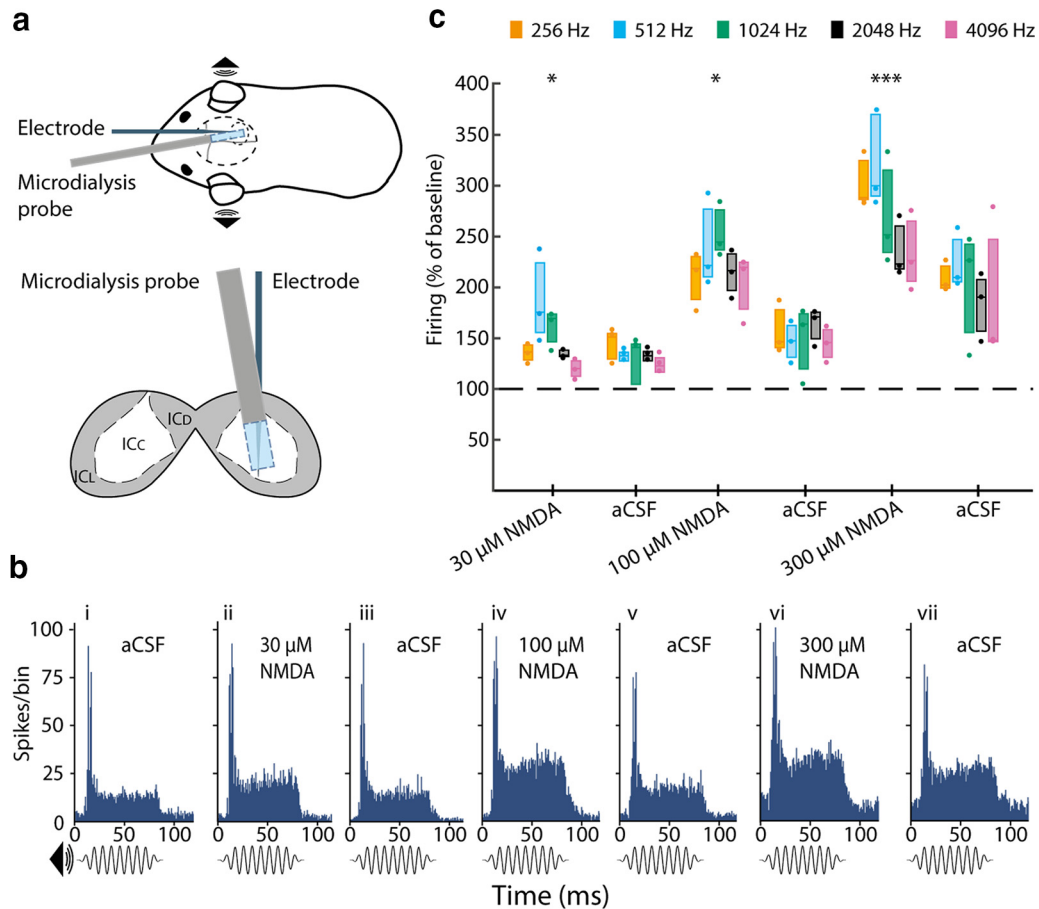 a
Electrode
Microdialysis
probe
Microdialysis probe
Electrode
ICD
ICC
ICL
c
256 Hz 512 Hz 1024 Hz 2048 Hz 4096 Hz
* * ***
Firing (% of baseline)
400
350
300
250
200
150
100
50
30 µM NMDA aCSF 100 µM NMDA aCSF 300 µM NMDA aCSF
b
i ii iii iv v vi vii
aCSF
30 µM
NMDA
aCSF
100 µM
NMDA
aCSF
300 µM
NMDA
aCSF
Spikes/bin
100
75
50
25
0
0 50 100 0 50 100 0 50 100 0 50 100 0 50 100 0 50 100 0 50 100
Time (ms)